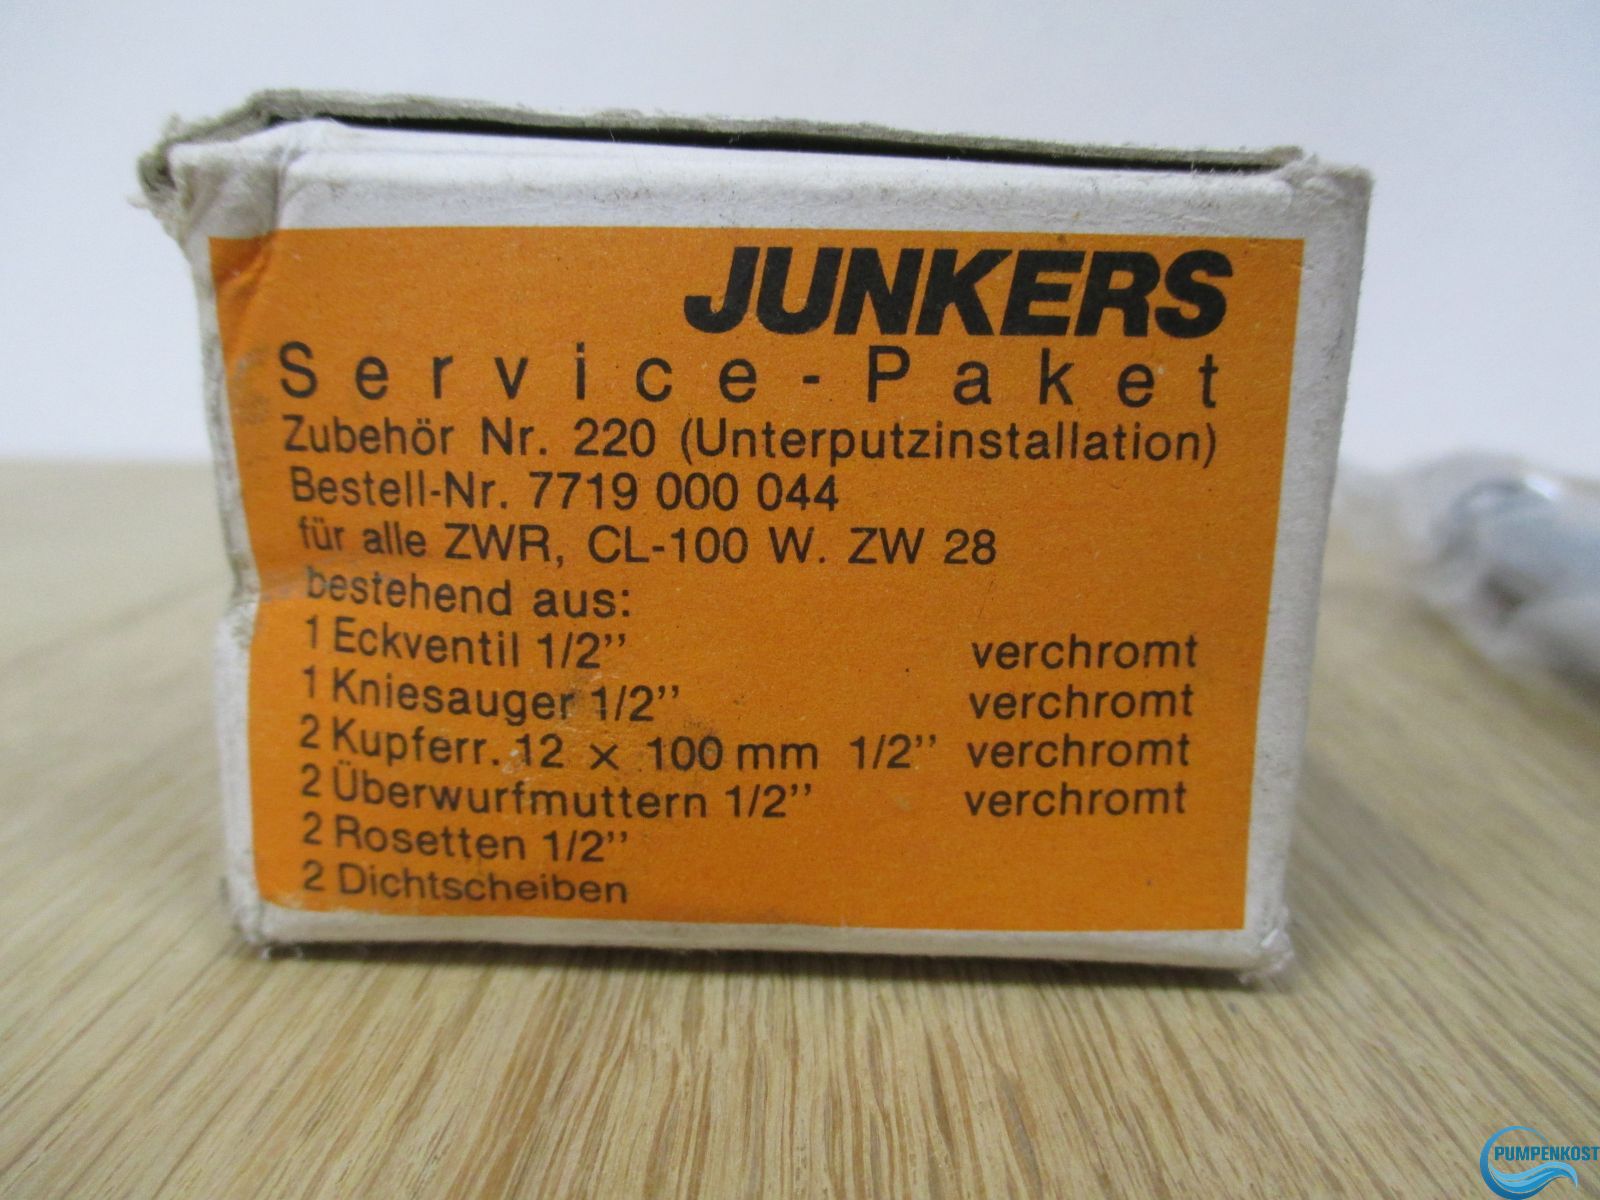 JUNKERS
Service-Paket
Zubehör Nr. 220 (Unterputzinstallation)
Bestell-Nr. 7719 000 044
für alle ZWR, CL-100 W. ZW 28
bestehend aus:
1 Eckventil 1/2’’ verchromt
1 Kniesauger 1/2’’ verchromt
2 Kupferr. 12 × 100 mm 1/2’’ verchromt
2 Überwurfmuttern 1/2’’ verchromt
2 Rosetten 1/2’’
2 Dichtscheiben
PUMPENKOST